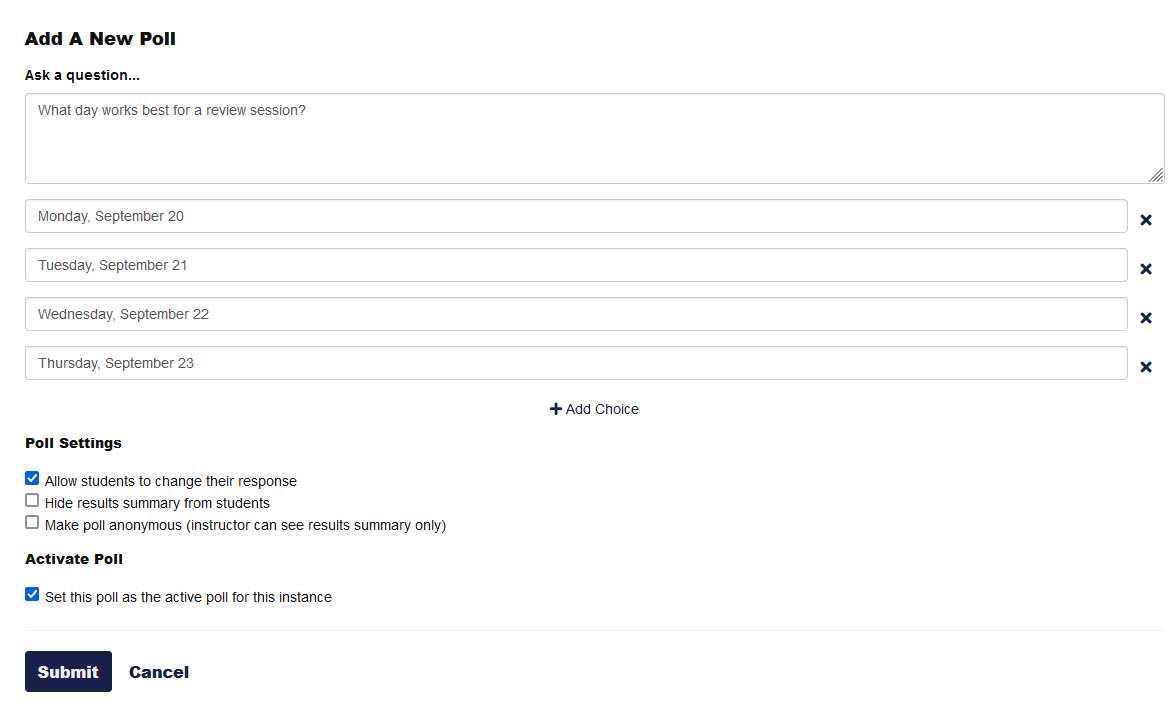 Add A New Poll
Ask a question...
What day works best for a review session?
Monday, September 20
Tuesday, September 21
Wednesday, September 22
Thursday, September 23
Add Choice
Poll Settings
Allow students to change their response
Hide results summary from students
Make poll anonymous (instructor can see results summary only)
Activate Poll
Set this poll as the active poll for this instance
Submit Cancel